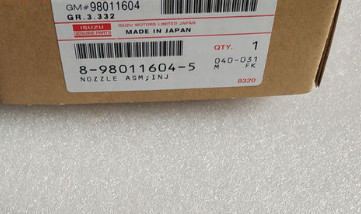 GM# 98011604
GR.3.332
ISUZU
GENUINE PARTS
ISUZU MOTORS LIMITED JAPAN
MADE IN JAPAN
QTY. 1
8-98011604-5
040-031
NOZZLE ASM;INJ
M FK
8320